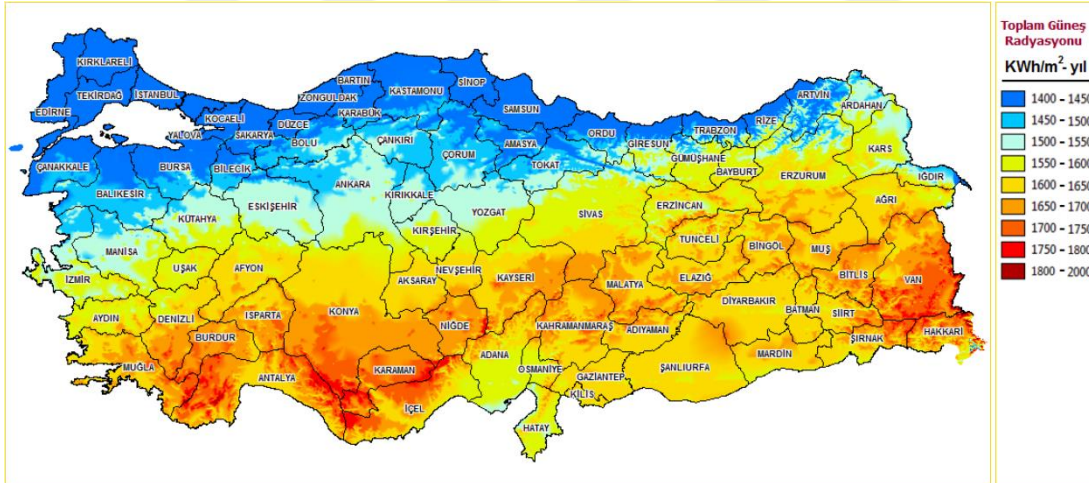 Toplam Güneş
Radyasyonu
KWh/m²- yıl
1400 - 1450
1450 - 1500
1500 - 1550
1550 - 1600
1600 - 1650
1650 - 1700
1700 - 1750
1750 - 1800
1800 - 2000
KIRKLARELİ
TEKİRDAĞ
İSTANBUL
EDİRNE
KOCAELİ
YALOVA
SAKARYA
DÜZCE
BOLU
ZONGULDAK
BARTIN
KARABÜK
KASTAMONU
SİNOP
SAMSUN
ÇANKIRI
ÇORUM
AMASYA
TOKAT
ORDU
GİRESUN
TRABZON
RİZE
ARTVİN
ARDAHAN
KARS
IĞDIR
GÜMÜŞHANE
BAYBURT
ERZURUM
AĞRI
ÇANAKKALE
BURSA
BİLECİK
BALIKESİR
KÜTAHYA
ESKİŞEHİR
ANKARA
KIRIKKALE
KIRŞEHİR
YOZGAT
SİVAS
ERZİNCAN
TUNCELİ
BİNGÖL
MUŞ
BİTLİS
VAN
MANİSA
İZMİR
UŞAK
AFYON
AKSARAY
NEVŞEHİR
KAYSERİ
MALATYA
ELAZIĞ
DİYARBAKIR
BATMAN
SİİRT
ŞIRNAK
HAKKARİ
AYDIN
DENİZLİ
ISPARTA
BURDUR
KONYA
NİĞDE
KAHRAMANMARAŞ
ADIYAMAN
MARDİN
ŞANLIURFA
MUĞLA
ANTALYA
KARAMAN
İÇEL
ADANA
OSMANİYE
GAZİANTEP
KİLİS
HATAY